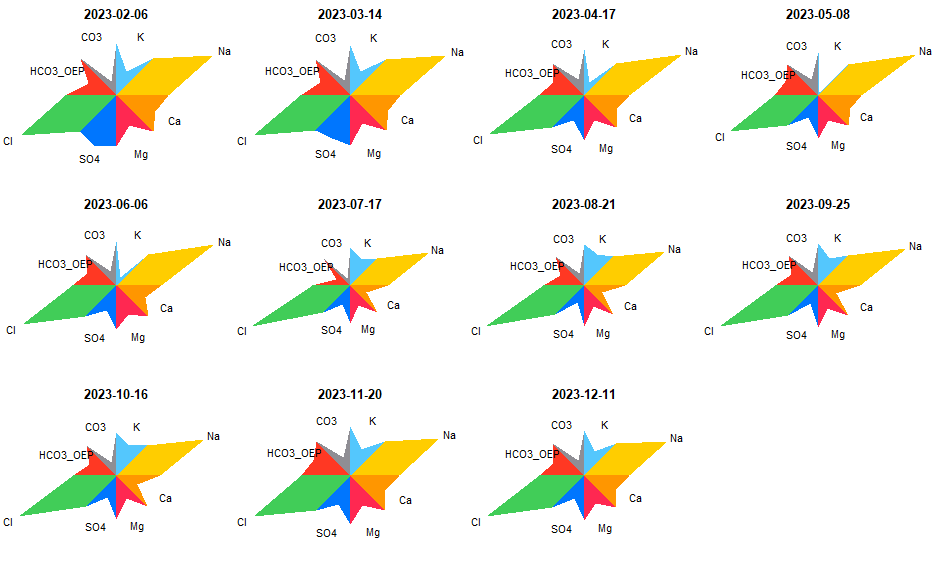 2023-02-06
CO3 K
Na
HCO3_OEP
Ca
Cl
Mg
SO4
2023-03-14
CO3 K
Na
HCO3_OEP
Ca
Cl
Mg
SO4
2023-04-17
CO3 K
Na
HCO3_OEP
Ca
Cl
Mg
SO4
2023-05-08
CO3 K
Na
HCO3_OEP
Ca
Cl
Mg
SO4
2023-06-06
CO3 K
Na
HCO3_OEP
Ca
Cl
Mg
SO4
2023-07-17
CO3 K
Na
HCO3_OEP
Ca
Cl
Mg
SO4
2023-08-21
CO3 K
Na
HCO3_OEP
Ca
Cl
Mg
SO4
2023-09-25
CO3 K
Na
HCO3_OEP
Ca
Cl
Mg
SO4
2023-10-16
CO3 K
Na
HCO3_OEP
Ca
Cl
Mg
SO4
2023-11-20
CO3 K
Na
HCO3_OEP
Ca
Cl
Mg
SO4
2023-12-11
CO3 K
Na
HCO3_OEP
Ca
Cl
Mg
SO4